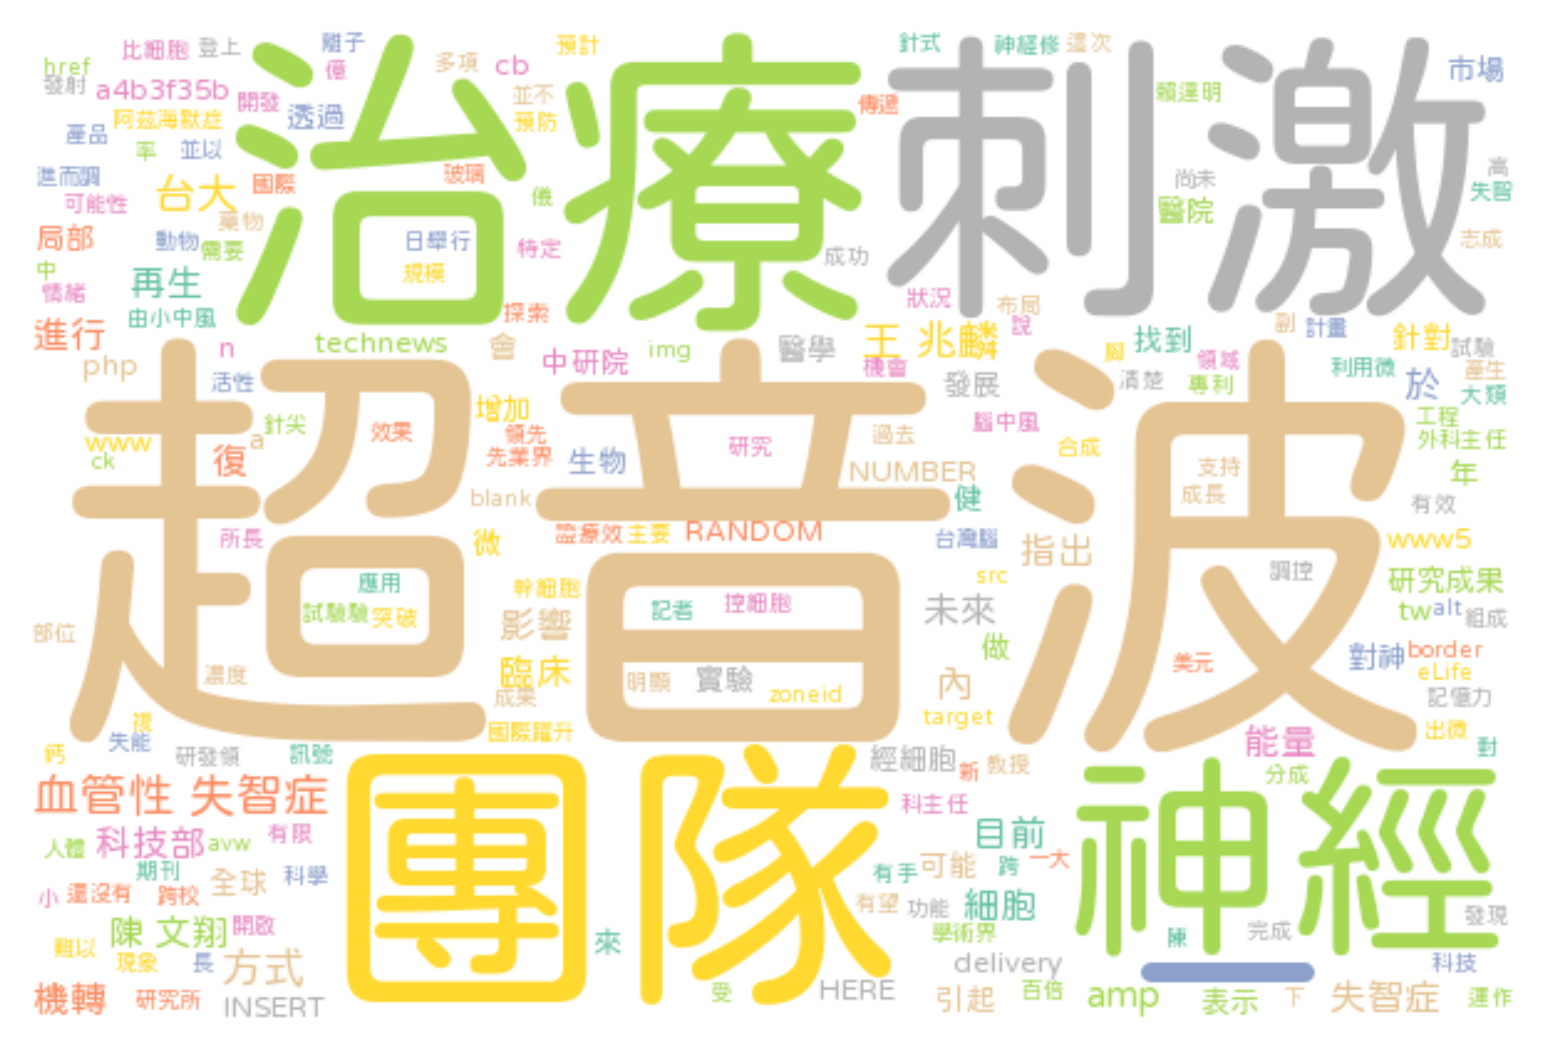 比細胞 登上 離子 多項 cb 預計 針式 神經修 這次
href 億 市場
發射 a4b3f35b 開發 並不 傳遞 賴達明
治療 刺激
產品 阿茲海默症 透過 預防
率 並以
進而調 台大 國際 玻璃 尚未 高
可能性 藥物 儀 醫院 失智
局部 動物 需要 日舉行 特定 成功 志成
中 規模
情緒 再生 狀況 布局
由小中風 探索 說
進行 technews 會 醫學 王 兆麟 腳 找到 副 計畫 針對 試驗
php n 中研院 img 機會 領域 利用微 產生
活性 發展 清楚 專利 於 大類
增加
針尖 效果 領先 腦中風 工程
www a 研究 過去 合成 外科主任
ck 復 先業界 生物 NUMBER 支持 年
超音波
blank 健 成長 有效
所長 微 證療效 主要 RANDOM 台灣腦 指出 www5
應用 幹細胞 src 調控 研究成果
試驗驗 突破 影響 記者 控細胞 未來 tw alt 組成
部位 做 對神 border
濃度 臨床 明顯 實驗 zoneid 內 美元 eLife
成果 記憶力
複 國際躍升 target 出微
鈣 失能 研發領 訊號 經細胞 新 教授 能量 對
分成
血管性 失智症 團隊 科主任 神經
人體 科技部 avw 有限 目前
期刊 有手 可能 跨 一大
小 還沒有 跨校 全球 科學 有望 功能 細胞
陳 文翔 開啟 學術界 陳 完成 發現
難以 現象 長 方式 來 delivery 科技
機轉 研究所 INSERT 受 HERE 引起 百倍 amp 表示 下 失智症 運作